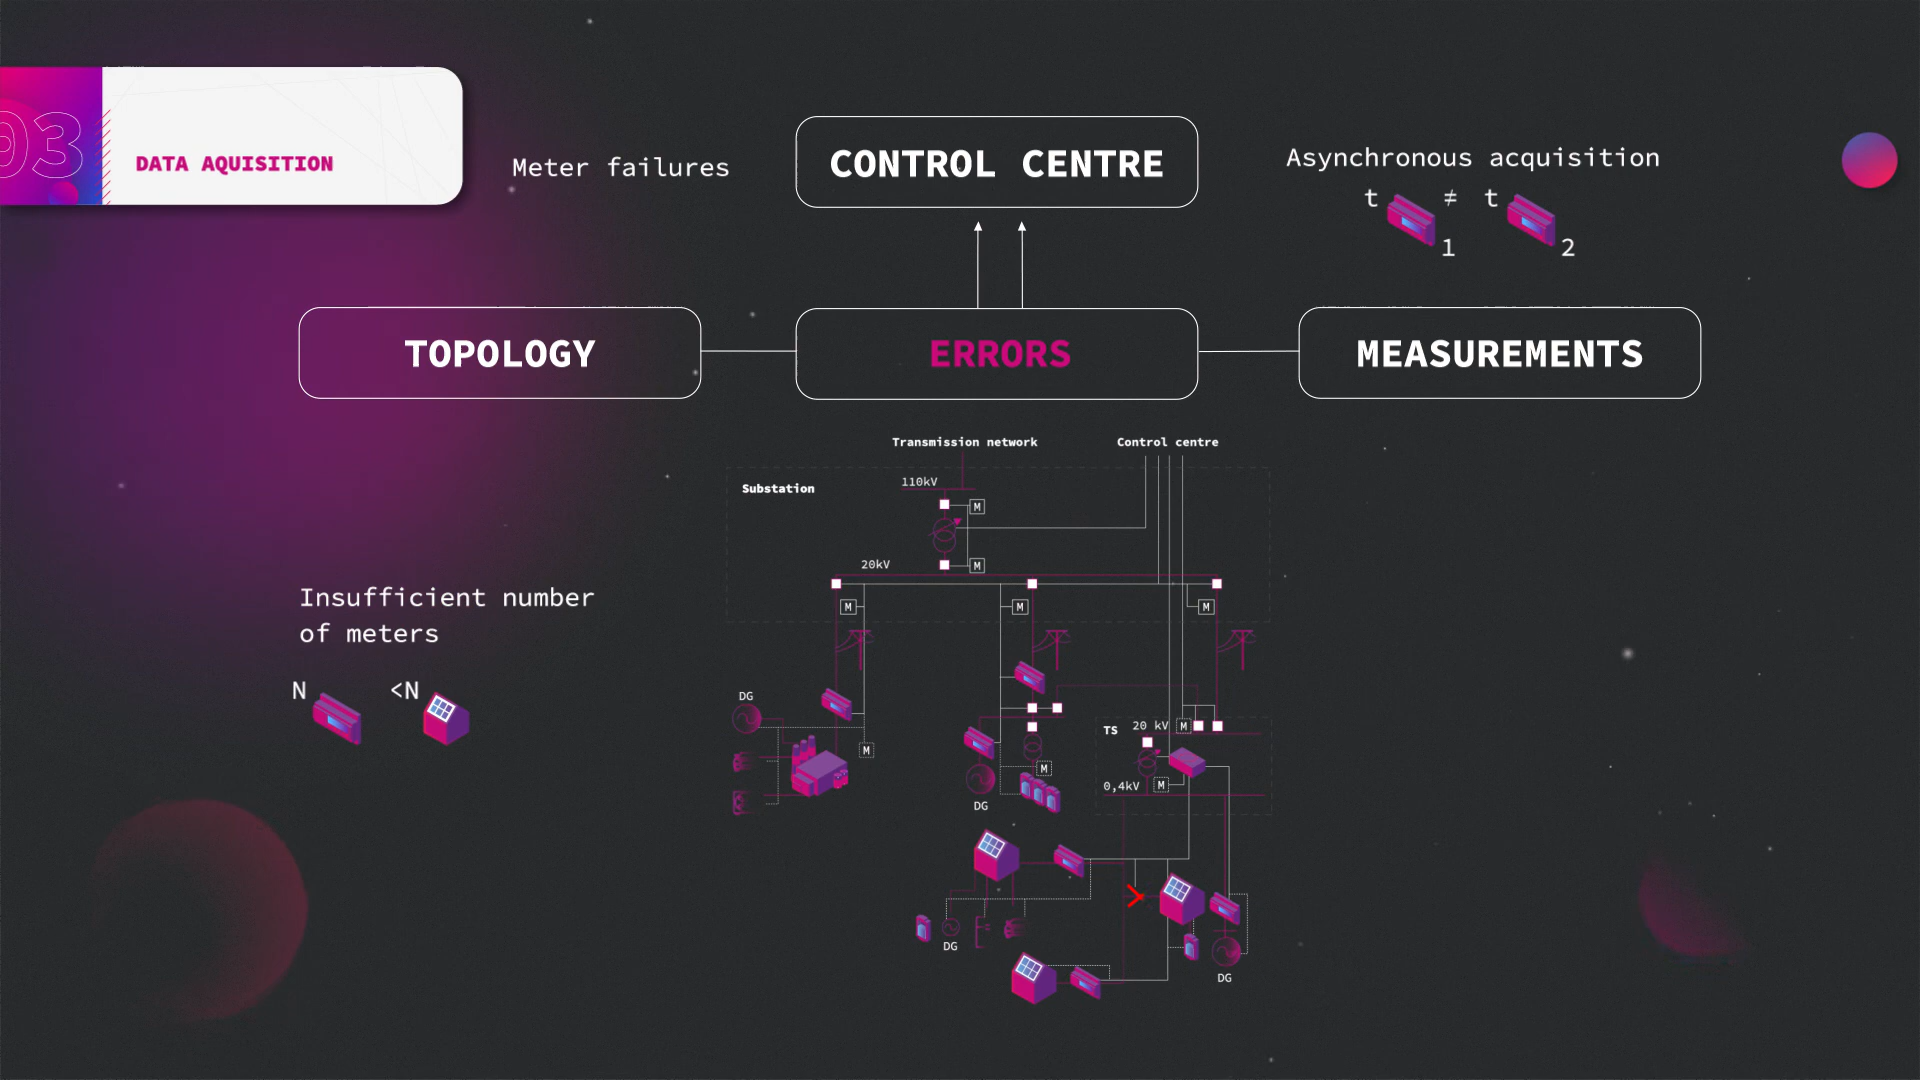 03
DATA AQUISITION
Meter failures
CONTROL CENTRE
Asynchronous acquisition
t 1 ≠ t 2
TOPOLOGY
ERRORS
MEASUREMENTS
Transmission network
Control centre
Substation
110kV
M
20kV
M
M
M
M
Insufficient number
of meters
N <N
DG
M
M
DG
TS
20 kV
M
0,4kV
M
DG
DG